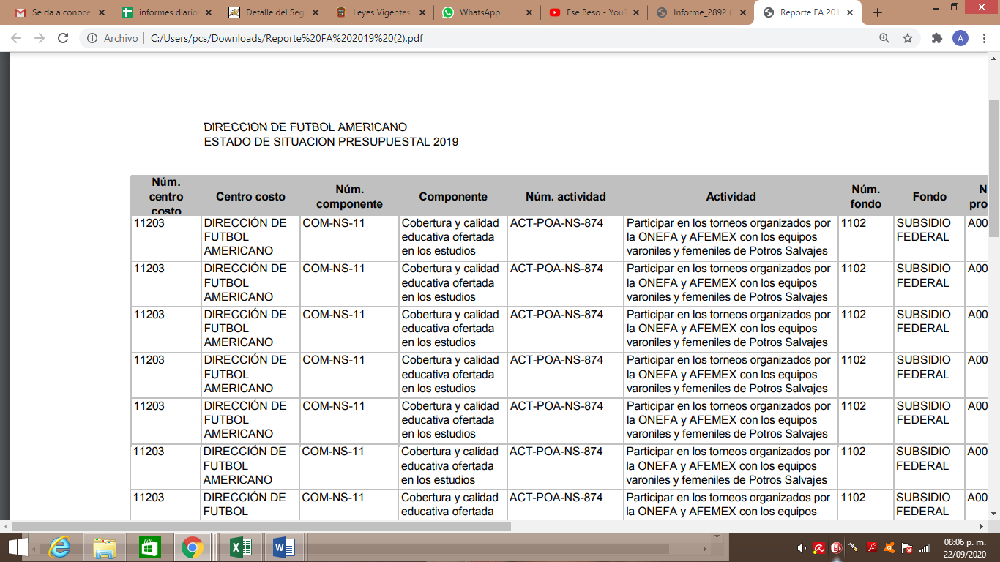 Se da a conoce
informes diario
Detalle del Seg
Leyes Vigentes
WhatsApp
Ese Beso - You
Informe_2892 (
Reporte FA 201
Archivo
C:/Users/pcs/Downloads/Reporte%20FA%202019%20(2).pdf
A
DIRECCION DE FUTBOL AMERICANO
ESTADO DE SITUACION PRESUPUESTAL 2019
Núm. centro costo Centro costo Núm. componente Componente Núm. actividad Actividad Núm. fondo Fondo N pro
11203 DIRECCIÓN DE COM-NS-11 Cobertura y calidad ACT-POA-NS-874 Participar en los torneos organizados por 1102 SUBSIDIO A00
FUTBOL educativa ofertada la ONEFA y AFEMEX con los equipos FEDERAL
AMERICANO en los estudios varoniles y femeniles de Potros Salvajes
11203 DIRECCIÓN DE COM-NS-11 Cobertura y calidad ACT-POA-NS-874 Participar en los torneos organizados por 1102 SUBSIDIO A00
FUTBOL educativa ofertada la ONEFA y AFEMEX con los equipos FEDERAL
AMERICANO en los estudios varoniles y femeniles de Potros Salvajes
11203 DIRECCIÓN DE COM-NS-11 Cobertura y calidad ACT-POA-NS-874 Participar en los torneos organizados por 1102 SUBSIDIO A00
FUTBOL educativa ofertada la ONEFA y AFEMEX con los equipos FEDERAL
AMERICANO en los estudios varoniles y femeniles de Potros Salvajes
11203 DIRECCIÓN DE COM-NS-11 Cobertura y calidad ACT-POA-NS-874 Participar en los torneos organizados por 1102 SUBSIDIO A00
FUTBOL educativa ofertada la ONEFA y AFEMEX con los equipos FEDERAL
AMERICANO en los estudios varoniles y femeniles de Potros Salvajes
11203 DIRECCIÓN DE COM-NS-11 Cobertura y calidad ACT-POA-NS-874 Participar en los torneos organizados por 1102 SUBSIDIO A00
FUTBOL educativa ofertada la ONEFA y AFEMEX con los equipos FEDERAL
AMERICANO en los estudios varoniles y femeniles de Potros Salvajes
11203 DIRECCIÓN DE COM-NS-11 Cobertura y calidad ACT-POA-NS-874 Participar en los torneos organizados por 1102 SUBSIDIO A00
FUTBOL educativa ofertada la ONEFA y AFEMEX con los equipos FEDERAL
AMERICANO en los estudios varoniles y femeniles de Potros Salvajes
11203 DIRECCIÓN DE COM-NS-11 Cobertura y calidad ACT-POA-NS-874 Participar en los torneos organizados por 1102 SUBSIDIO A00
FUTBOL educativa ofertada la ONEFA y AFEMEX con los equipos FEDERAL
08:06 p. m.
22/09/2020